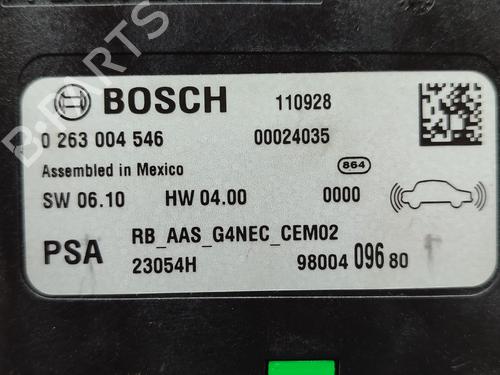 B-PARTS
BOSCH 110928
0 263 004 546 00024035
Assembled in Mexico 864
SW 06.10 HW 04.00 0000
PSA RB_AAS_G4NEC_CEM02
23054H 98004 096 80